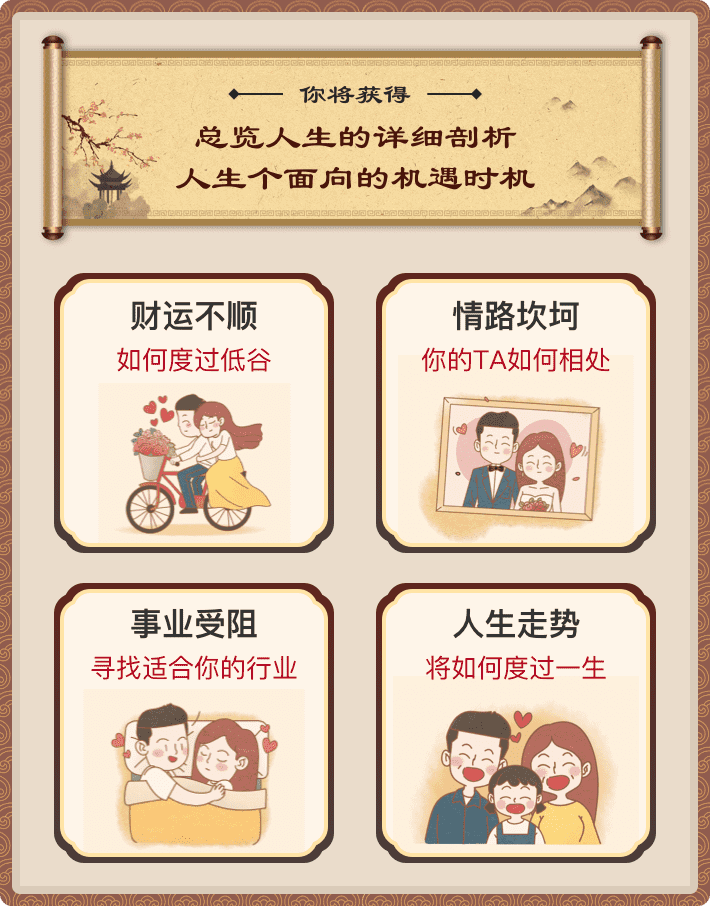 你将获得
总览人生的详细剖析
人生个面向的机遇时机
财运不顺
如何度过低谷
情路坎坷
你的TA如何相处
事业受阻
寻找适合你的行业
人生走势
将如何度过一生